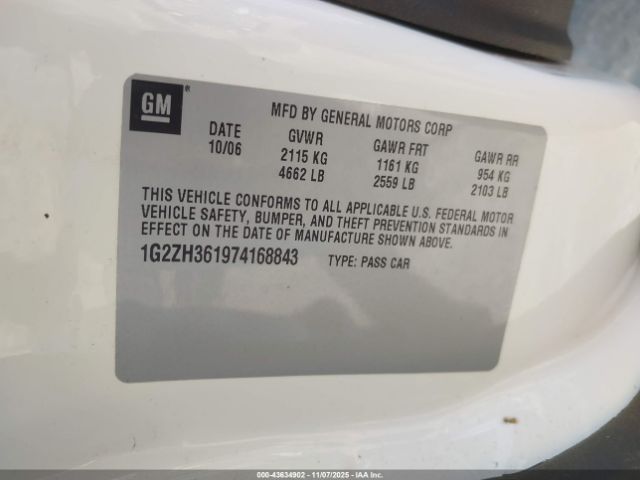 GM ®
MFD BY GENERAL MOTORS CORP
DATE GVWR GAWR FRT GAWR RR
10/06 2115 KG 1161 KG 954 KG
4662 LB 2559 LB 2103 LB
THIS VEHICLE CONFORMS TO ALL APPLICABLE U.S. FEDERAL MOTOR
VEHICLE SAFETY, BUMPER, AND THEFT PREVENTION STANDARDS IN
EFFECT ON THE DATE OF MANUFACTURE SHOWN ABOVE.
1G2ZH361974168843 TYPE: PASS CAR
000-43634902 - 11/07/2025 - IAAI.COM